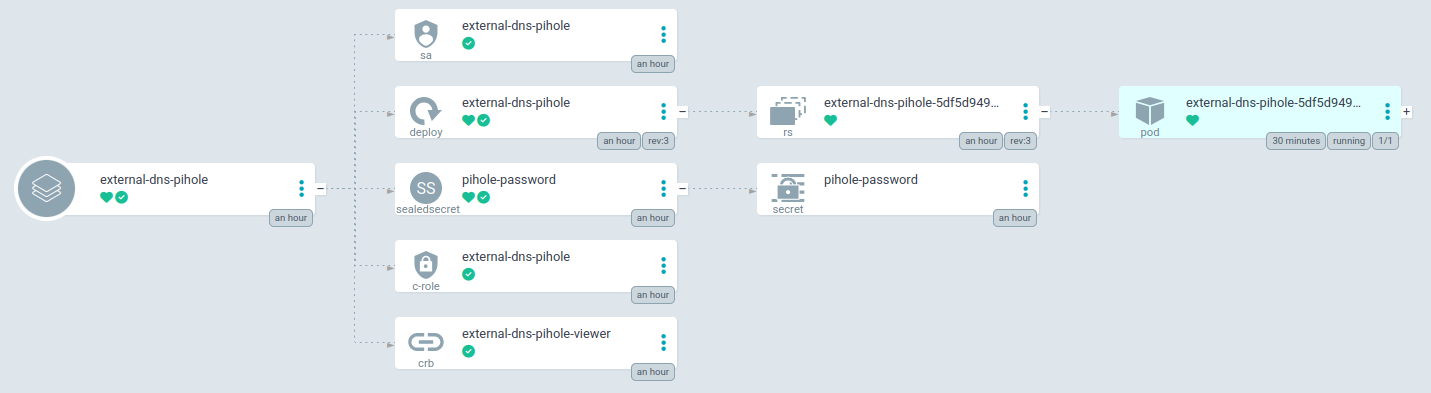 external-dns-pihole
an hour
external-dns-pihole
sa
an hour
external-dns-pihole
deploy
an hour
rev:3
SS
pihole-password
sealedsecret
an hour
external-dns-pihole
c-role
an hour
external-dns-pihole-viewer
crb
an hour
external-dns-pihole-5df5d949...
rs
an hour
rev:3
pihole-password
secret
an hour
external-dns-pihole-5df5d949...
pod
30 minutes
running
1/1